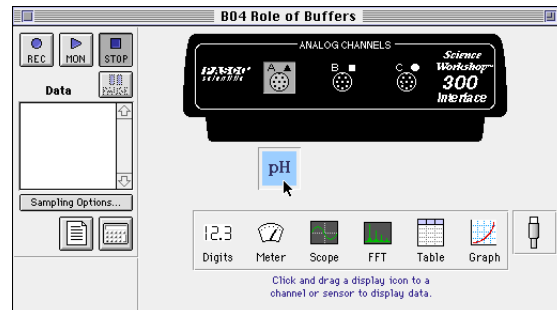 B04 Role of Buffers
REC MON STOP
Data PAUSE
Sampling Options...
ANALOG CHANNELS
PASCO scientific
A B C
Science
Workshop™
300
Interface
pH
12.3
Digits Meter Scope FFT Table Graph
Click and drag a display icon to a
channel or sensor to display data.